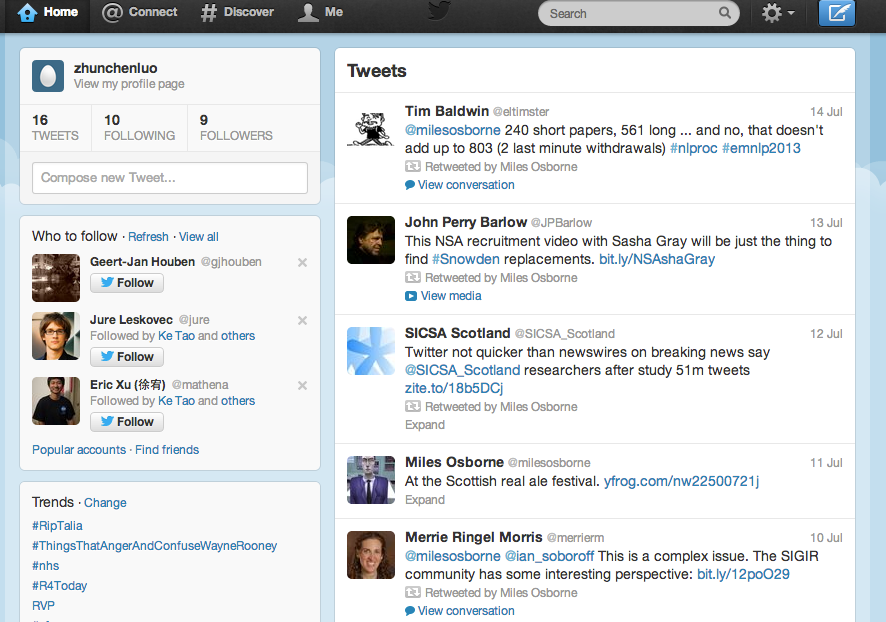 Home
Connect
Discover
Me
Search
zhunchenluo
View my profile page
16
TWEETS
10
FOLLOWING
9
FOLLOWERS
Compose new Tweet...
Who to follow · Refresh · View all
Geert-Jan Houben @gjhouben
Follow
Jure Leskovec @jure
Followed by Ke Tao and others
Follow
Eric Xu (徐宥) @mathena
Followed by Ke Tao and others
Follow
Popular accounts · Find friends
Trends · Change
#RipTalia
#ThingsThatAngerAndConfuseWayneRooney
#nhs
#R4Today
RVP
Tweets
Tim Baldwin @eltimster 14 Jul
@milesosborne 240 short papers, 561 long ... and no, that doesn't
add up to 803 (2 last minute withdrawals) #nlproc #emnlp2013
Retweeted by Miles Osborne
View conversation
John Perry Barlow @JPBarlow 13 Jul
This NSA recruitment video with Sasha Gray will be just the thing to
find #Snowden replacements. bit.ly/NSAshaGray
Retweeted by Miles Osborne
View media
SICSA Scotland @SICSA_Scotland 12 Jul
Twitter not quicker than newswires on breaking news say
@SICSA_Scotland researchers after study 51m tweets
zite.to/18b5DCj
Retweeted by Miles Osborne
Expand
Miles Osborne @milesosborne 11 Jul
At the Scottish real ale festival. yfrog.com/nw22500721j
Expand
Merrie Ringel Morris @merrierm 10 Jul
@milesosborne @ian_soboroff This is a complex issue. The SIGIR
community has some interesting perspective: bit.ly/12poO29
Retweeted by Miles Osborne
View conversation